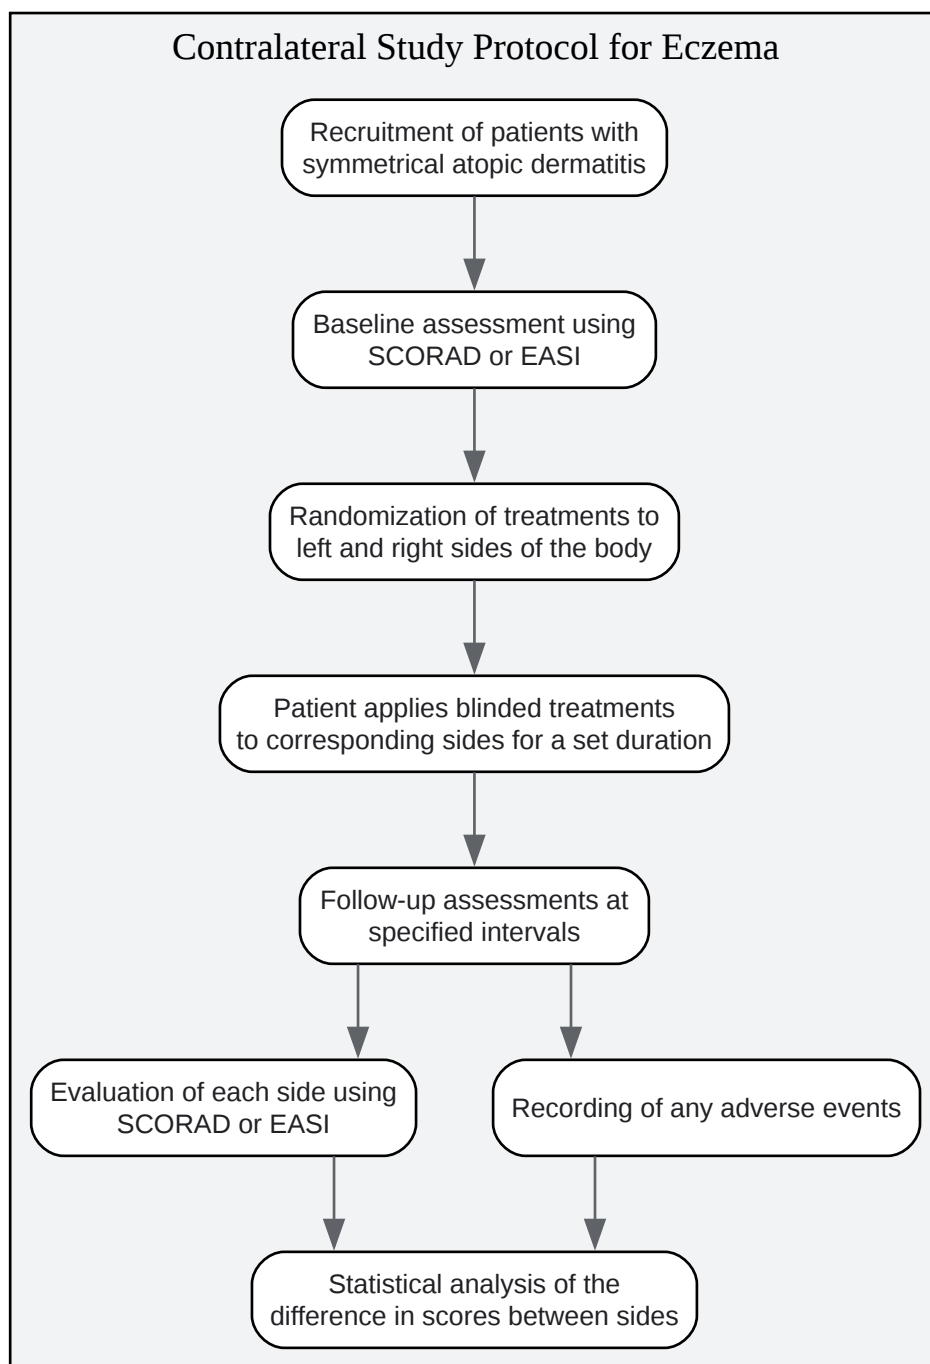 Contralateral Study Protocol for Eczema
Recruitment of patients with
symmetrical atopic dermatitis
Baseline assessment using
SCORAD or EASI
Randomization of treatments to
left and right sides of the body
Patient applies blinded treatments
to corresponding sides for a set duration
Follow-up assessments at
specified intervals
Evaluation of each side using
SCORAD or EASI
Recording of any adverse events
Statistical analysis of the
difference in scores between sides